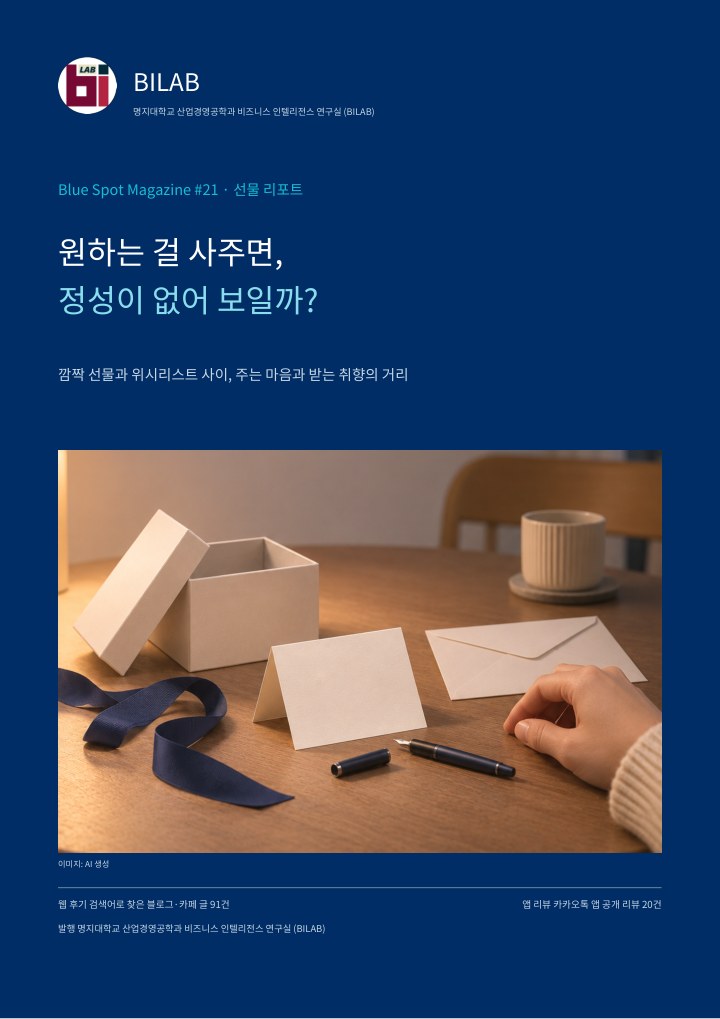 LAB
bi
BILAB
명지대학교 산업경영공학과 비즈니스 인텔리전스 연구실 (BILAB)
Blue Spot Magazine #21 · 선물 리포트
원하는 걸 사주면,
정성이 없어 보일까?
깜짝 선물과 위시리스트 사이, 주는 마음과 받는 취향의 거리
이미지: AI 생성
웹 후기 검색어로 찾은 블로그·카페 글 91건
앱 리뷰 카카오톡 앱 공개 리뷰 20건
발행 명지대학교 산업경영공학과 비즈니스 인텔리전스 연구실 (BILAB)